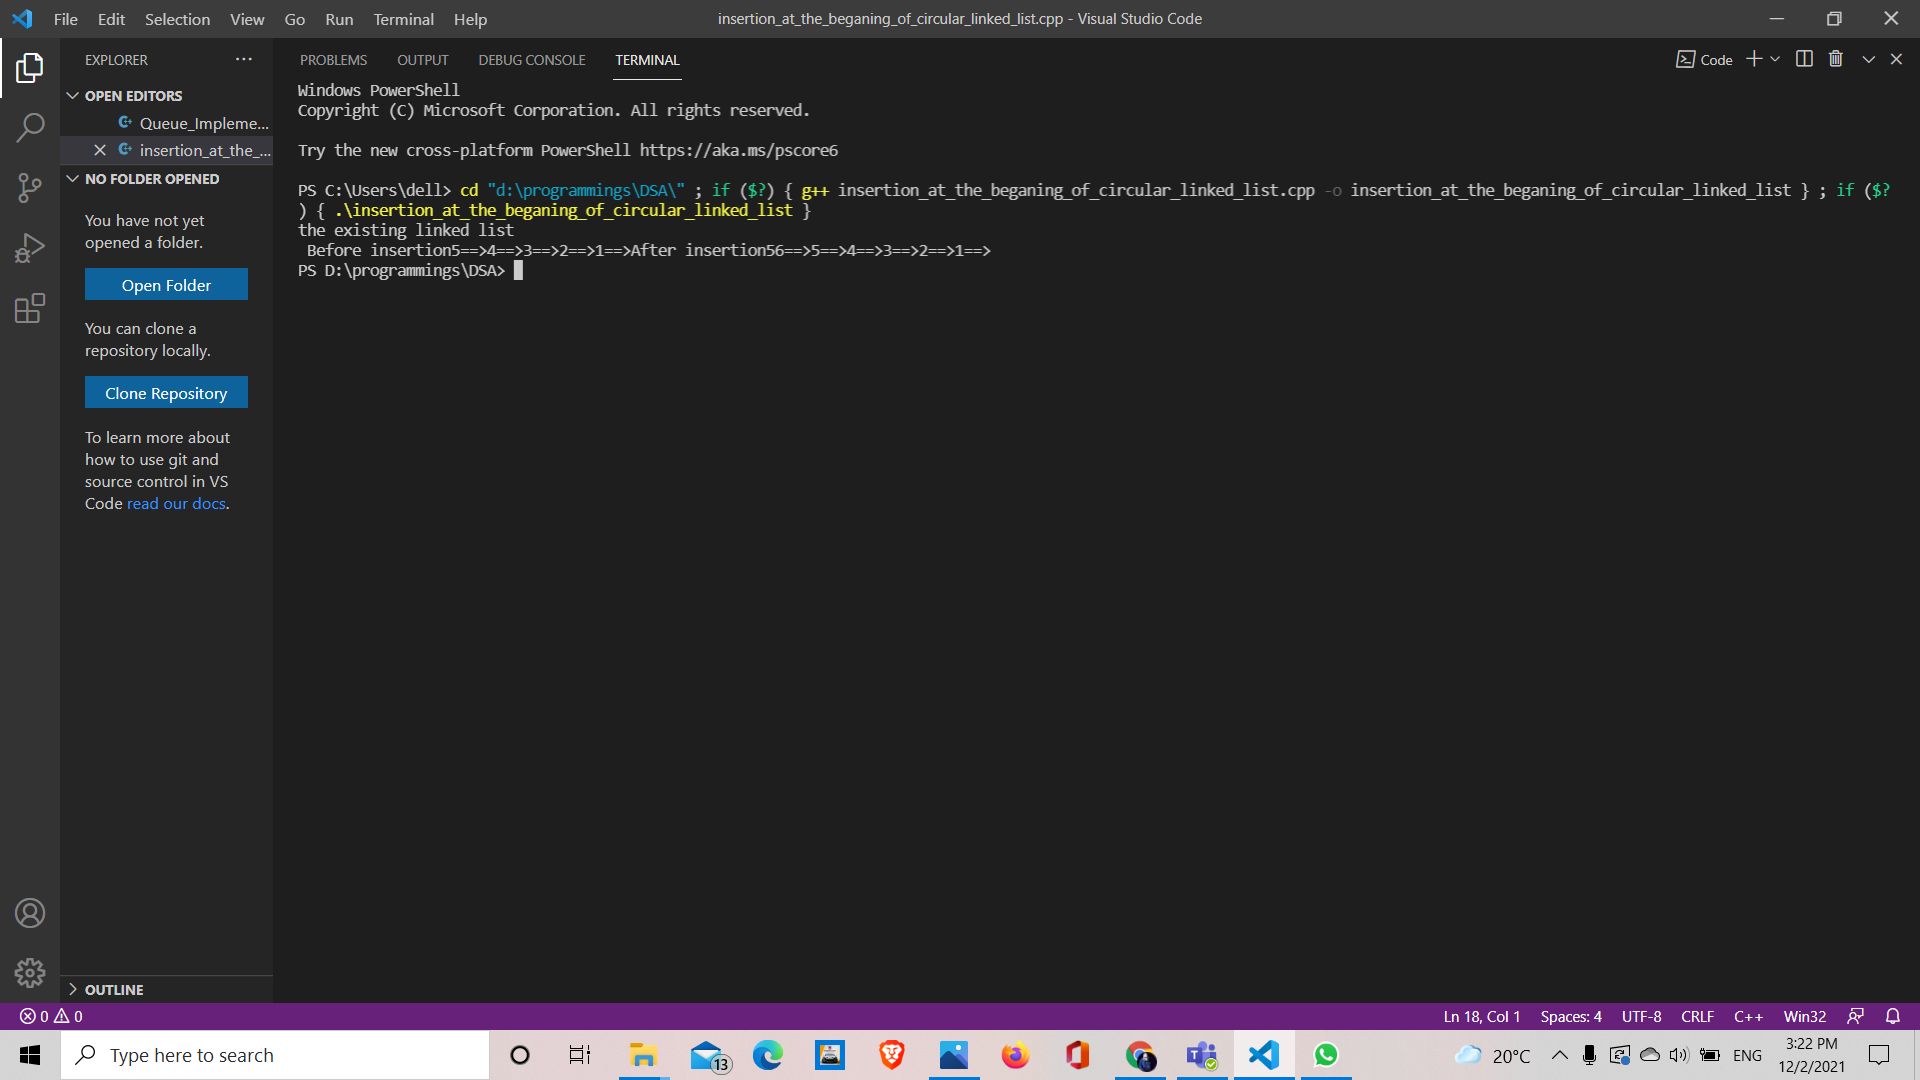 File Edit Selection View Go Run Terminal Help
insertion_at_the_beganing_of_circular_linked_list.cpp - Visual Studio Code
EXPLORER
PROBLEMS OUTPUT DEBUG CONSOLE TERMINAL
Code
OPEN EDITORS
Queue_Impleme...
insertion_at_the_...
NO FOLDER OPENED
You have not yet
opened a folder.
Open Folder
You can clone a
repository locally.
Clone Repository
To learn more about
how to use git and
source control in VS
Code read our docs.
OUTLINE
Windows PowerShell
Copyright (C) Microsoft Corporation. All rights reserved.
Try the new cross-platform PowerShell https://aka.ms/pscore6
PS C:\Users\dell> cd "d:\programmings\DSA\" ; if ($?) { g++ insertion_at_the_beganing_of_circular_linked_list.cpp -o insertion_at_the_beganing_of_circular_linked_list } ; if ($?
) { .\insertion_at_the_beganing_of_circular_linked_list }
the existing linked list
Before insertion5==>4==>3==>2==>1==>After insertion56==>5==>4==>3==>2==>1==>
PS D:\programmings\DSA>
0 0
Ln 18, Col 1 Spaces: 4 UTF-8 CRLF C++ Win32
Type here to search
13
20°C
ENG
3:22 PM
12/2/2021